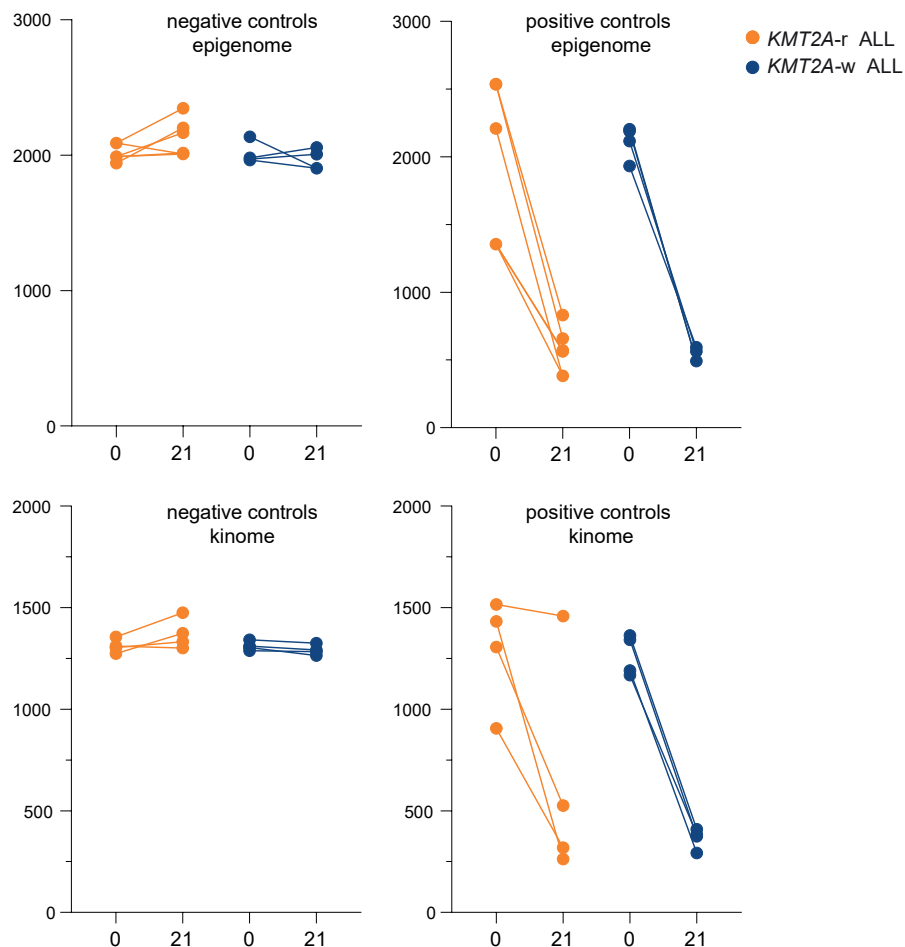 negative controls
epigenome
3000
2000
1000
0
0 21 0 21
positive controls
epigenome
3000
2000
1000
0
0 21 0 21
KMT2A-r ALL
KMT2A-w ALL
negative controls
kinome
2000
1500
1000
500
0
0 21 0 21
positive controls
kinome
2000
1500
1000
500
0
0 21 0 21